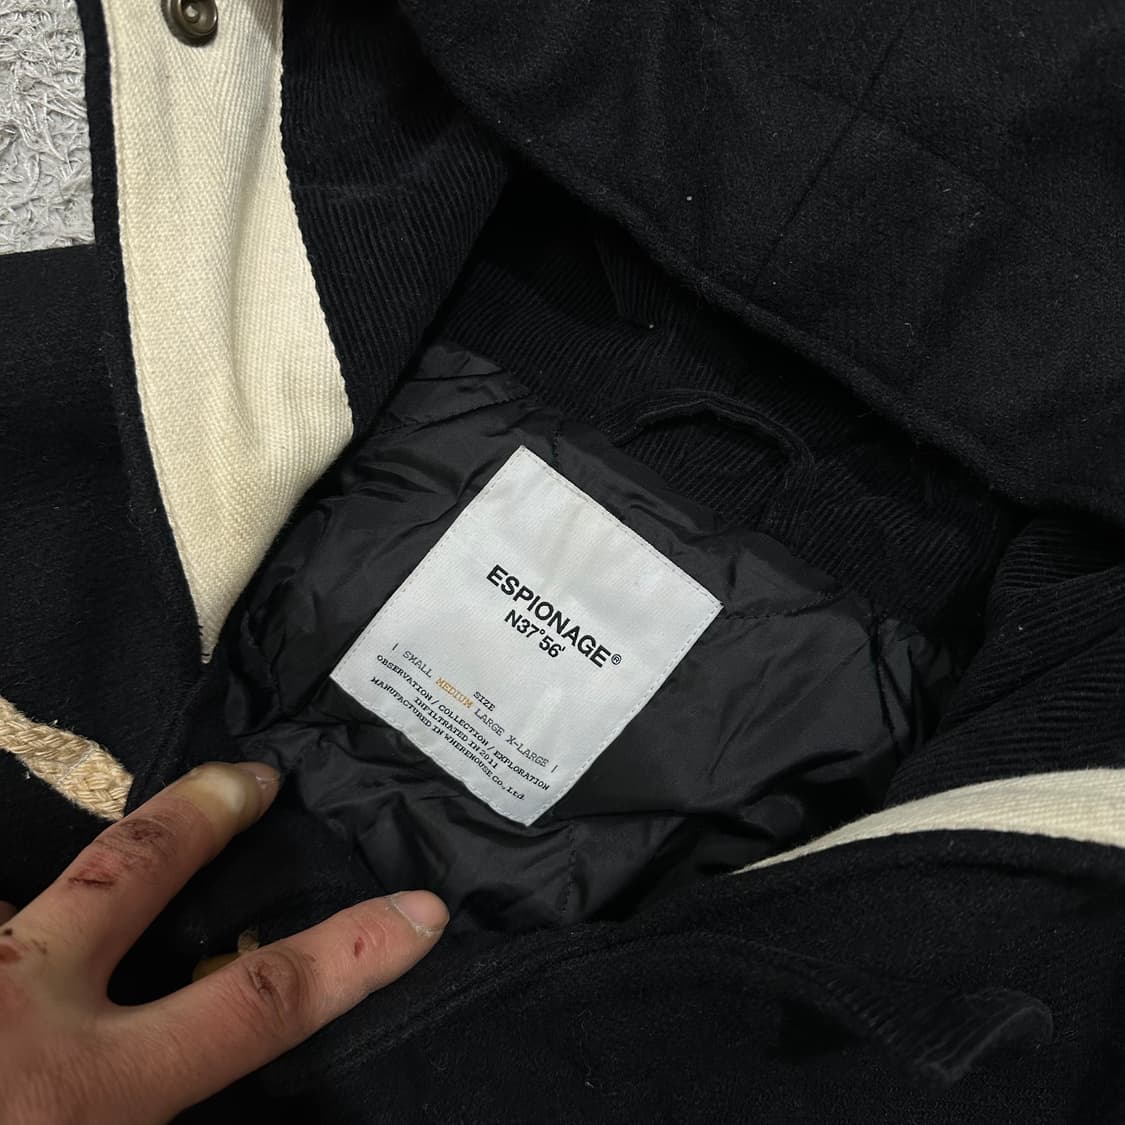 ESPIONAGE®
N37°56'
SIZE
| SMALL MEDIUM LARGE X-LARGE |
OBSERVATION / COLLECTION / EXPLORATION
INFILTRATED IN 2011
MANUFACTURED IN WHEREHOUSE Co., Ltd.